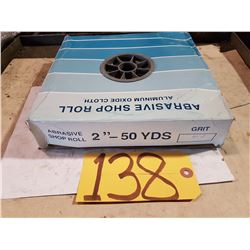 ABRASIVE SHOP ROLL
ALUMINUM OXIDE CLOTH
ABRASIVE
SHOP ROLL
2" - 50 YDS
GRIT
138